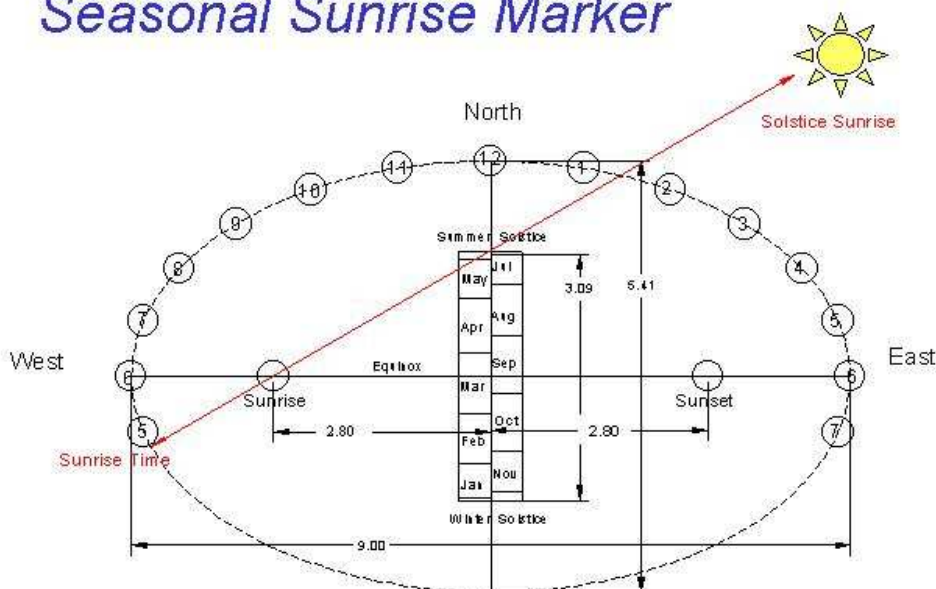 Seasonal Sunrise Marker
Solstice Sunrise
North
12
11
1
10
2
9
3
8
4
7
5
Summer Solstice
Jul
May
3.09
5.41
Apr
Aug
West
East
Equinox
Sep
6
6
Mar
Sunrise
Sunset
5
7
2.80
2.80
Oct
Feb
Sunrise Time
Jan
Nov
Winter Solstice
9.00